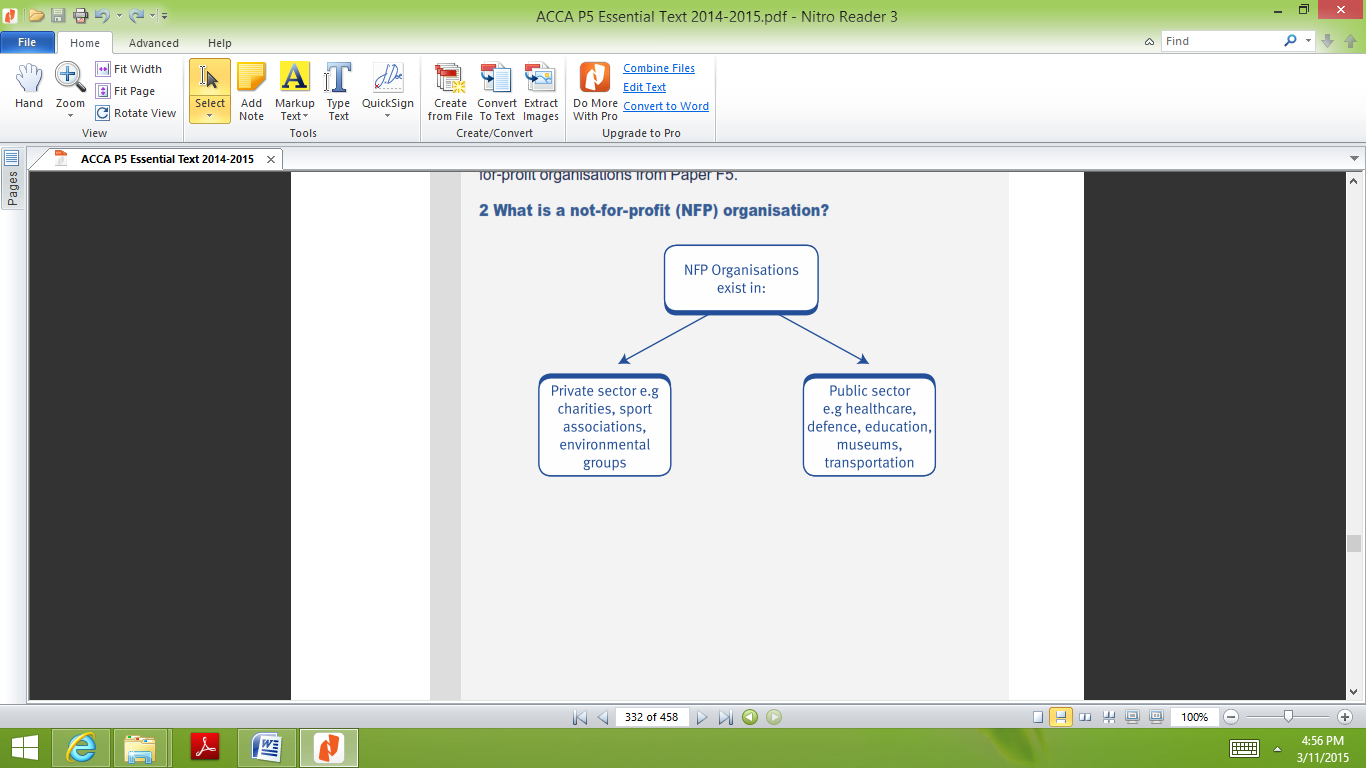 ACCA P5 Essential Text 2014-2015.pdf - Nitro Reader 3
File Home Advanced Help
Find
Hand
Zoom
Fit Width
Fit Page
Rotate View
View
Select
Add Note
Markup Text
Type Text
QuickSign
Tools
Create from File
Convert To Text
Extract Images
Create/Convert
Do More With Pro
Combine Files
Edit Text
Convert to Word
Upgrade to Pro
ACCA P5 Essential Text 2014-2015
Pages
for-profit organisations from Paper F5.
2 What is a not-for-profit (NFP) organisation?
NFP Organisations
exist in:
Private sector e.g
charities, sport
associations,
environmental
groups
Public sector
e.g healthcare,
defence, education,
museums,
transportation
332 of 458
100%
4:56 PM
3/11/2015